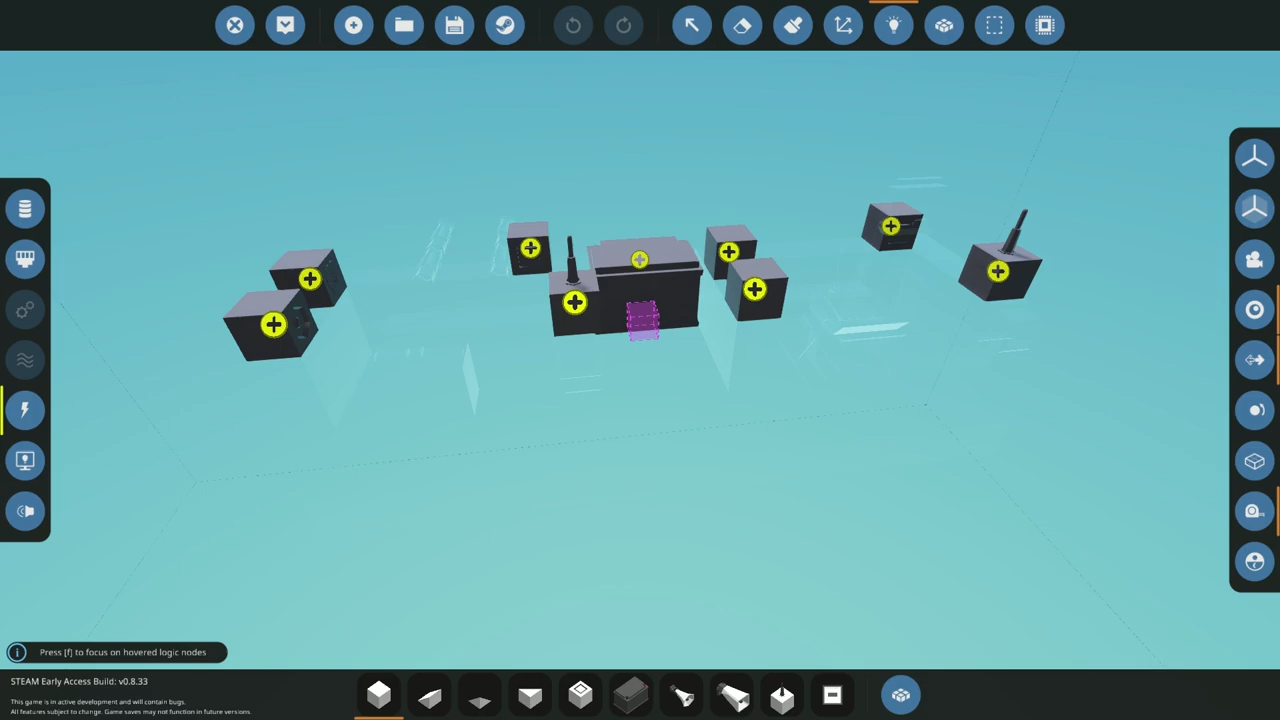 Press [f] to focus on hovered logic nodes
STEAM Early Access Build: v0.8.33
This game is in active development and will contain bugs.
All features subject to change. Game saves may not function in future versions.